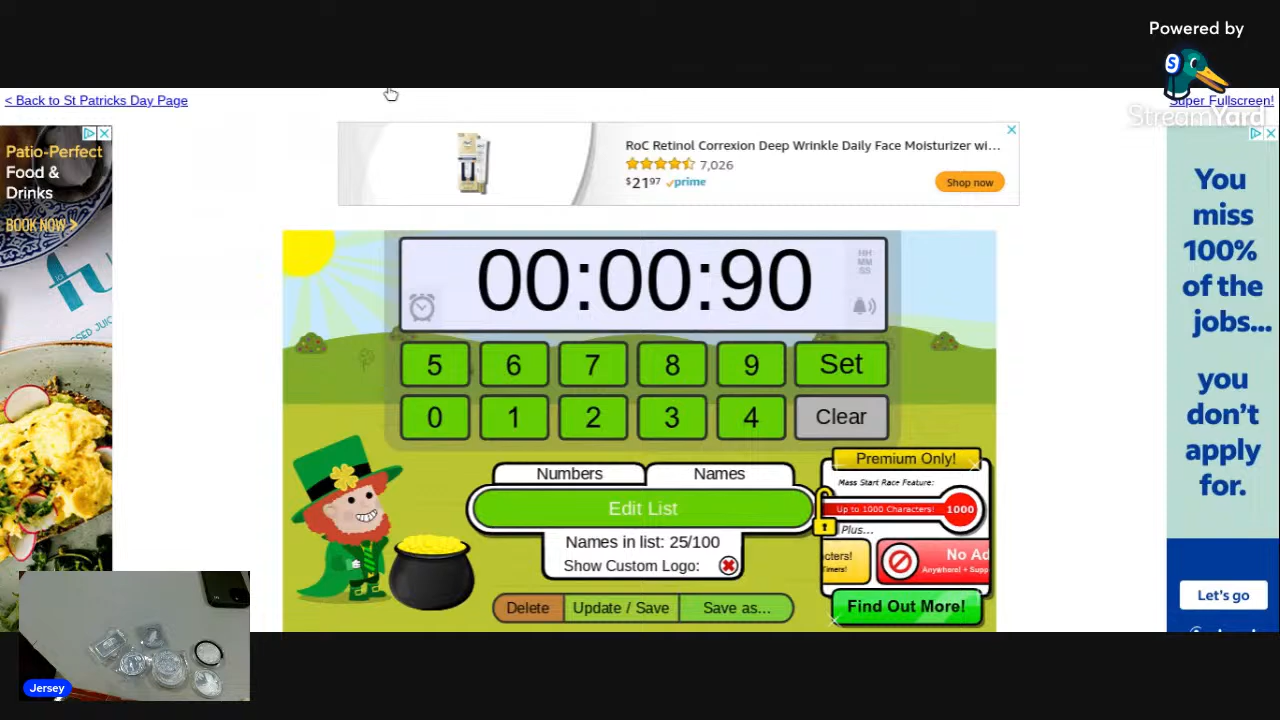 Powered by
S
StreamYard
< Back to St Patricks Day Page
Super Fullscreen!
Patio-Perfect
Food &
Drinks
BOOK NOW >
RoC Retinol Correxion Deep Wrinkle Daily Face Moisturizer wi...
7,026
$21.97 prime
Shop now
You
miss
100%
of the
jobs...
you
don't
apply
for.
Let's go
00:00:90
HH
MM
SS
5 6 7 8 9 Set
0 1 2 3 4 Clear
Numbers Names
Edit List
Names in list: 25/100
Show Custom Logo:
Delete Update / Save Save as...
Premium Only!
Mass Start Race Feature:
Up to 1000 Characters! 1000
Plus...
No Ad
Find Out More!
Jersey